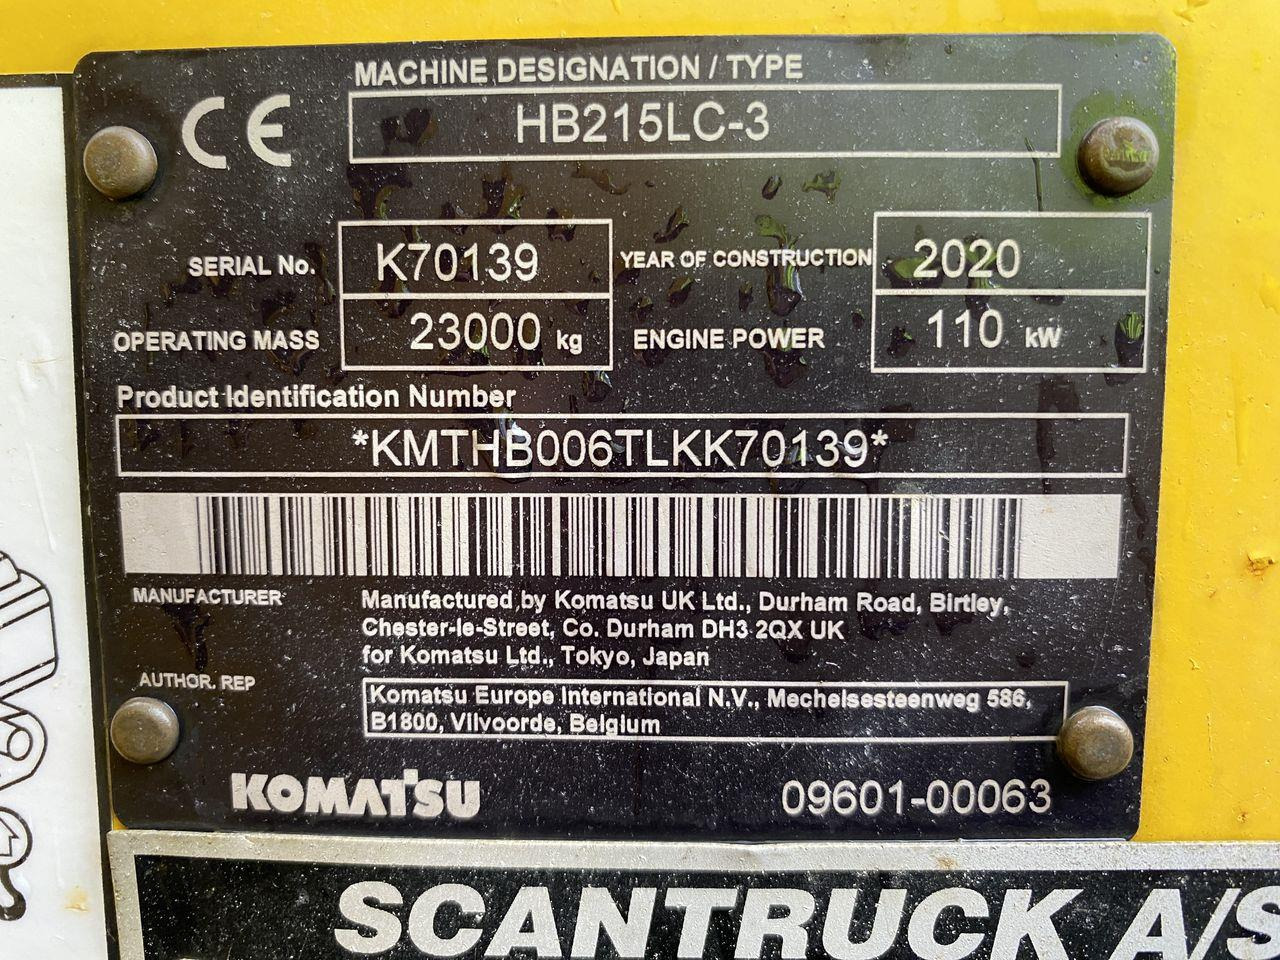 MACHINE DESIGNATION / TYPE
CE HB215LC-3
SERIAL No. K70139 YEAR OF CONSTRUCTION 2020
OPERATING MASS 23000 kg ENGINE POWER 110 kW
Product Identification Number
*KMTHB006TLKK70139*
MANUFACTURER Manufactured by Komatsu UK Ltd., Durham Road, Birtley,
Chester-le-Street, Co. Durham DH3 2QX UK
for Komatsu Ltd., Tokyo, Japan
AUTHOR. REP Komatsu Europe International N.V., Mechelsesteenweg 586,
B1800, Vilvoorde, Belgium
KOMATSU 09601-00063
SCANTRUCK A/S